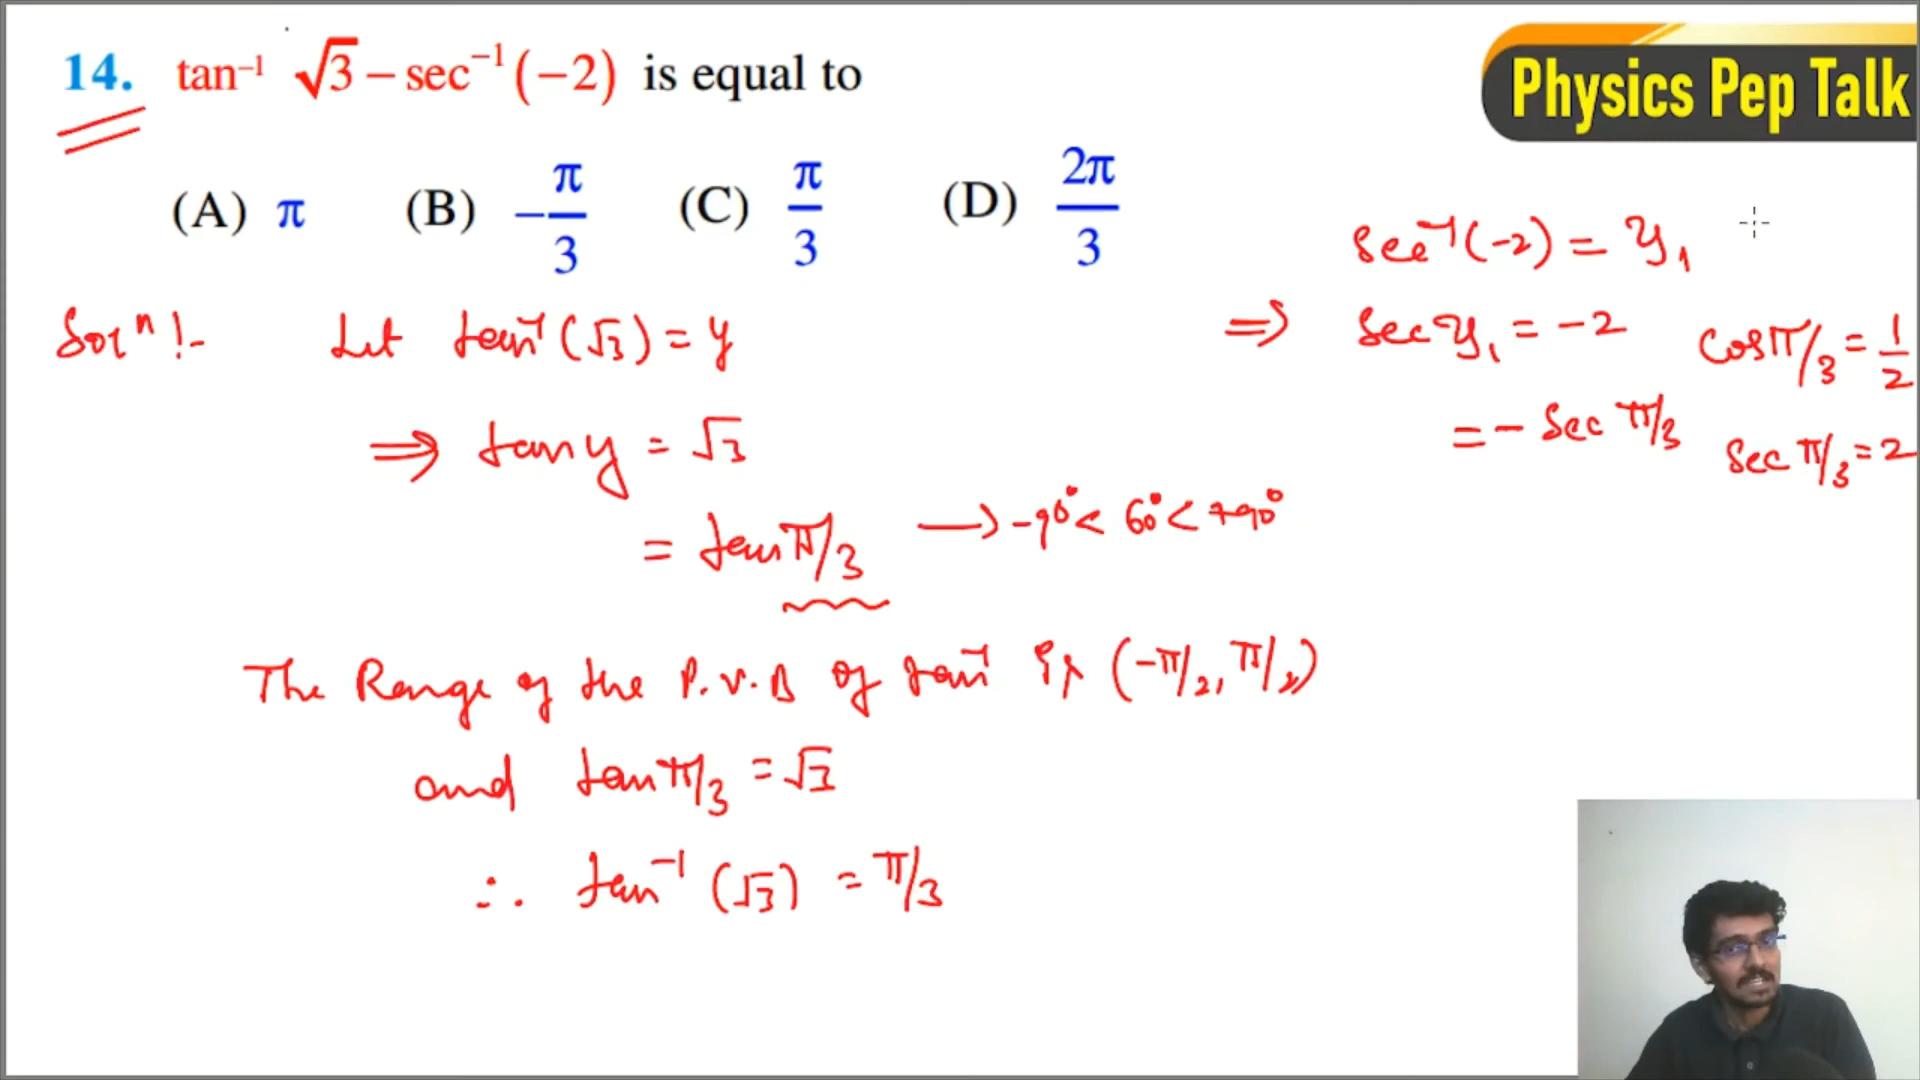 14. tan⁻¹ √3 − sec⁻¹(−2) is equal to
Physics Pep Talk
(A) π (B) −π/3 (C) π/3 (D) 2π/3
Solⁿ!- Let tan⁻¹(√3) = y
⇒ tan y = √3
= tan π/3 → -90° < 60° < +90°
The Range of the P.V.B of tan⁻¹ is (-π/2, π/2)
and tan π/3 = √3
∴ tan⁻¹(√3) = π/3
sec⁻¹(-2) = y₁
⇒ sec y₁ = -2
= - sec π/3
cos π/3 = 1/2
sec π/3 = 2